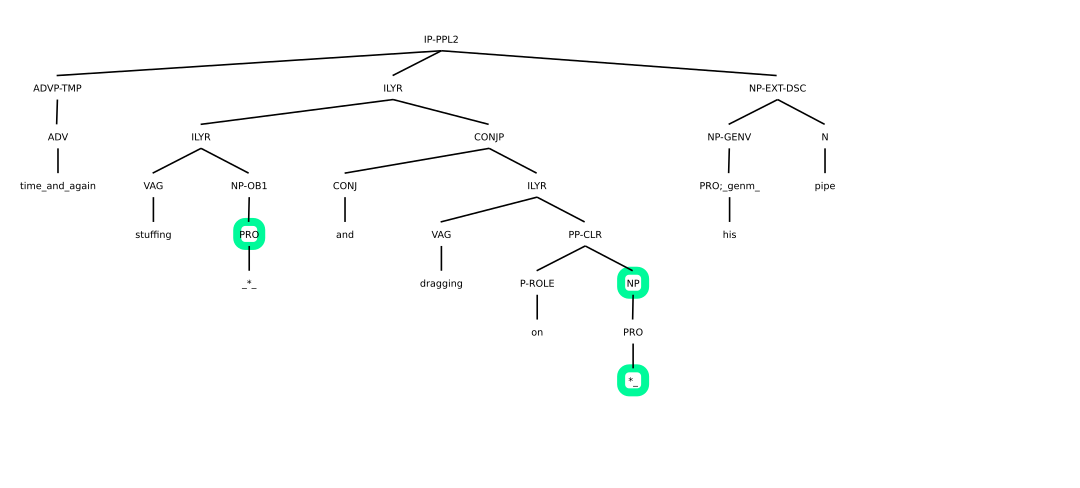 IP-PPL2
ADVP-TMP ILYR NP-EXT-DSC
ADV ILYR CONJP NP-GENV N
time_and_again VAG NP-OB1 CONJ ILYR PRO;_genm_ pipe
stuffing PRO and VAG PP-CLR his
_*_ dragging P-ROLE NP
on PRO
*_